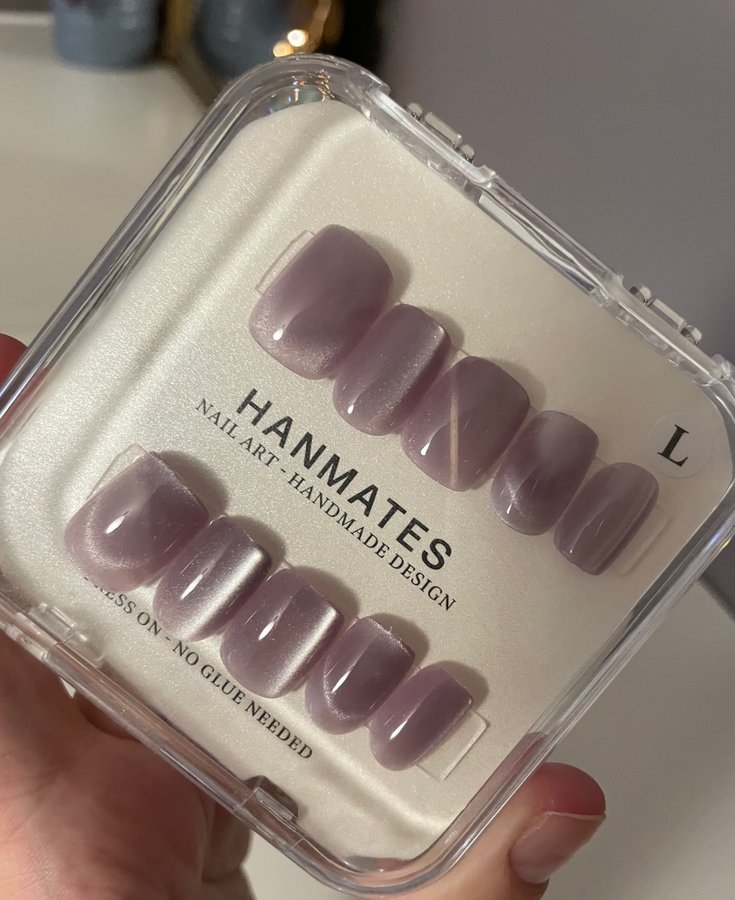 L
HANMATES
NAIL ART - HANDMADE DESIGN
PRESS ON - NO GLUE NEEDED